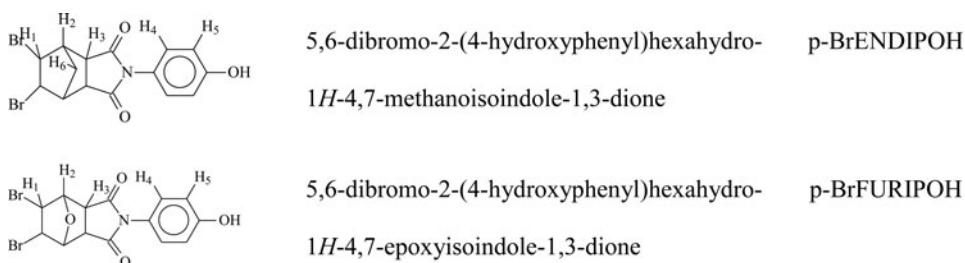 H1 H2 H3 H4 H5 H6 Br Br O O N OH
5,6-dibromo-2-(4-hydroxyphenyl)hexahydro- p-BrENDIPOH
1H-4,7-methanoisoindole-1,3-dione
H1 H2 H3 H4 H5 Br Br O O O N OH
5,6-dibromo-2-(4-hydroxyphenyl)hexahydro- p-BrFURIPOH
1H-4,7-epoxyisoindole-1,3-dione